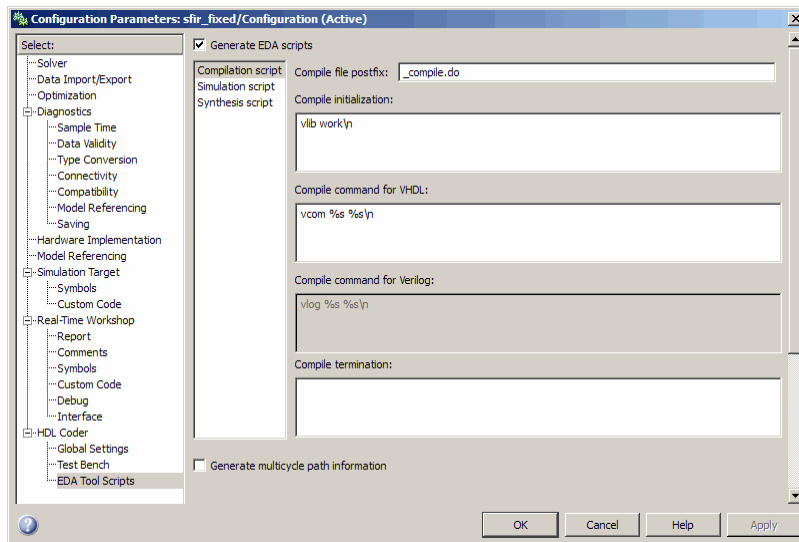 Configuration Parameters: sfir_fixed/Configuration (Active)
Select:
Solver
Data Import/Export
Optimization
Diagnostics
Sample Time
Data Validity
Type Conversion
Connectivity
Compatibility
Model Referencing
Saving
Hardware Implementation
Model Referencing
Simulation Target
Symbols
Custom Code
Real-Time Workshop
Report
Comments
Symbols
Custom Code
Debug
Interface
HDL Coder
Global Settings
Test Bench
EDA Tool Scripts
Generate EDA scripts
Compilation script
Simulation script
Synthesis script
Compile file postfix: _compile.do
Compile initialization:
vlib work\n
Compile command for VHDL:
vcom %s %s\n
Compile command for Verilog:
vlog %s %s\n
Compile termination:
Generate multicycle path information
OK Cancel Help Apply